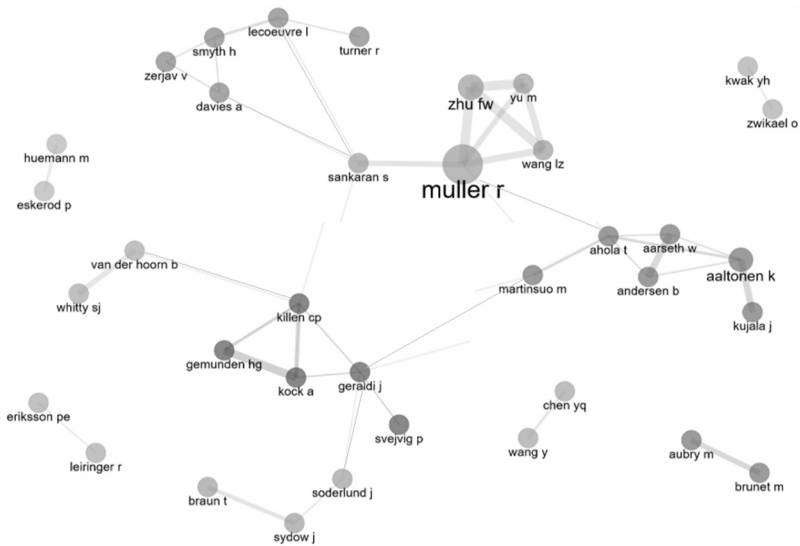 lecoeuvre l
smyth h
turner r
zerjav v
davies a
kwak yh
zhu fw
yu m
zwikael o
huemann m
wang lz
sankaran s
muller r
eskerod p
ahola t
aarseth w
van der hoorn b
aaltonen k
martinsuo m
andersen b
whitty sj
killen cp
kujala j
gemunden hg
kock a
geraldi j
chen yq
eriksson pe
svejvig p
wang y
aubry m
leiringer r
brunet m
soderlund j
braun t
sydow j